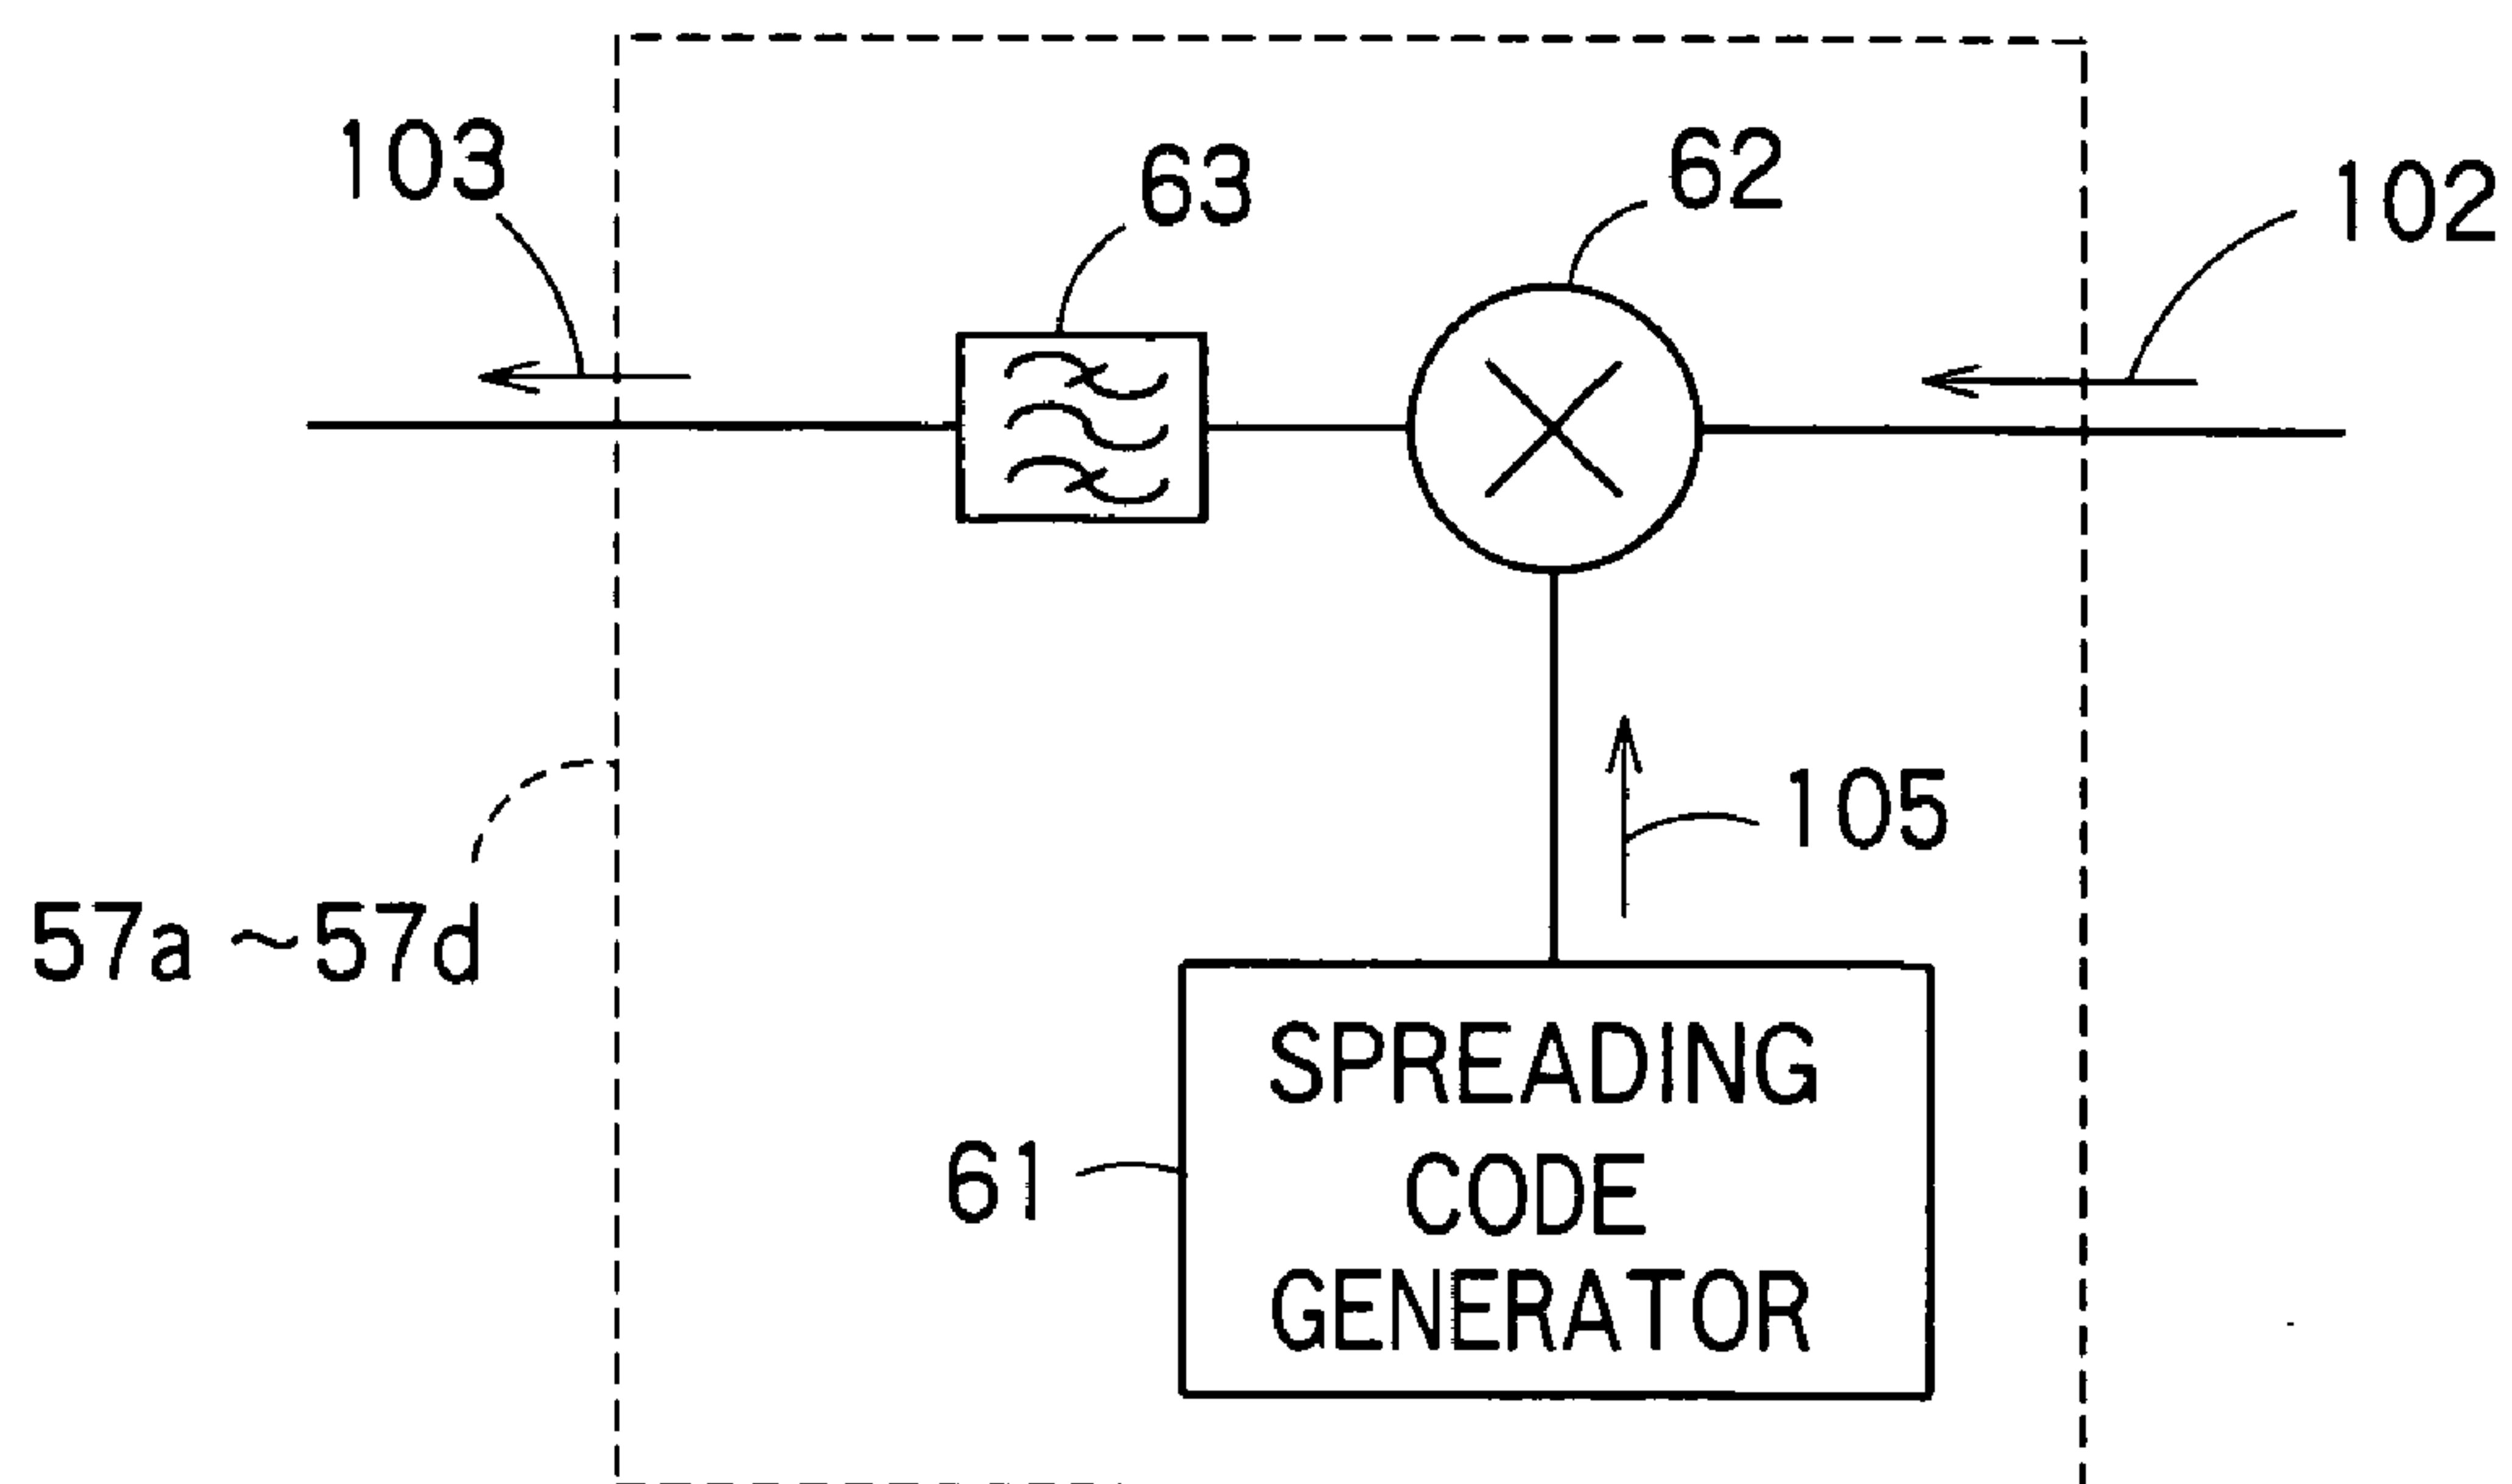 103
63
62
102
105
57a ~ 57d
61
SPREADING
CODE
GENERATOR